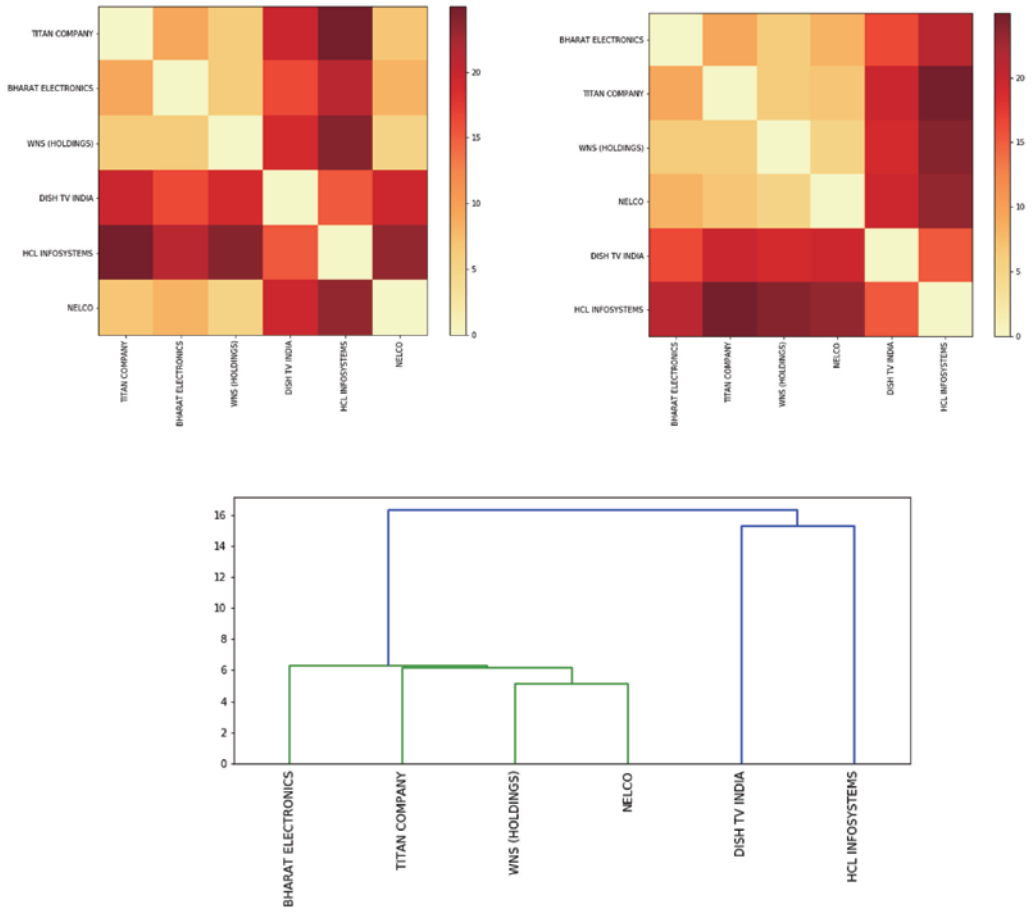 TITAN COMPANY
BHARAT ELECTRONICS
WNS (HOLDINGS)
DISH TV INDIA
HCL INFOSYSTEMS
NELCO
TITAN COMPANY
BHARAT ELECTRONICS
WNS (HOLDINGS)
DISH TV INDIA
HCL INFOSYSTEMS
NELCO
20
15
10
5
0
BHARAT ELECTRONICS
TITAN COMPANY
WNS (HOLDINGS)
NELCO
DISH TV INDIA
HCL INFOSYSTEMS
BHARAT ELECTRONICS
TITAN COMPANY
WNS (HOLDINGS)
NELCO
DISH TV INDIA
HCL INFOSYSTEMS
20
15
10
5
0
16
14
12
10
8
6
4
2
0
BHARAT ELECTRONICS
TITAN COMPANY
WNS (HOLDINGS)
NELCO
DISH TV INDIA
HCL INFOSYSTEMS